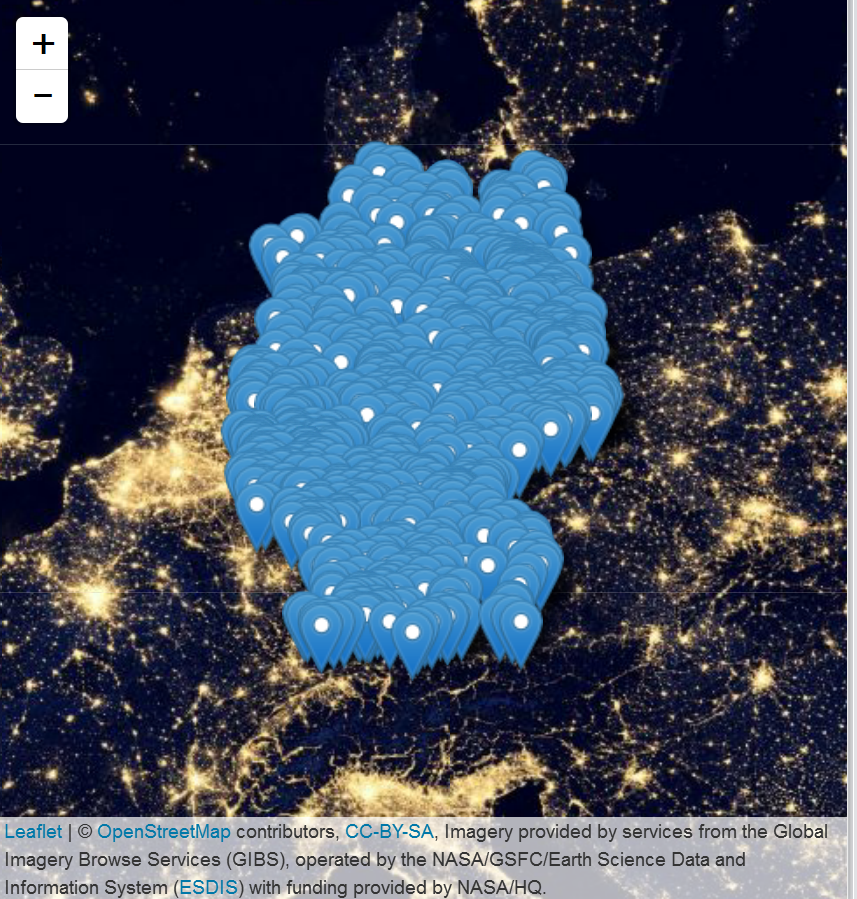 +
−
Leaflet | © OpenStreetMap contributors, CC-BY-SA, Imagery provided by services from the Global
Imagery Browse Services (GIBS), operated by the NASA/GSFC/Earth Science Data and
Information System (ESDIS) with funding provided by NASA/HQ.